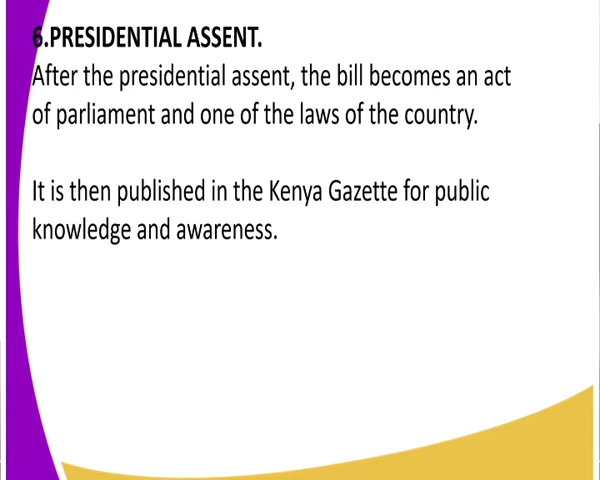 6.PRESIDENTIAL ASSENT.
After the presidential assent, the bill becomes an act
of parliament and one of the laws of the country.
It is then published in the Kenya Gazette for public
knowledge and awareness.